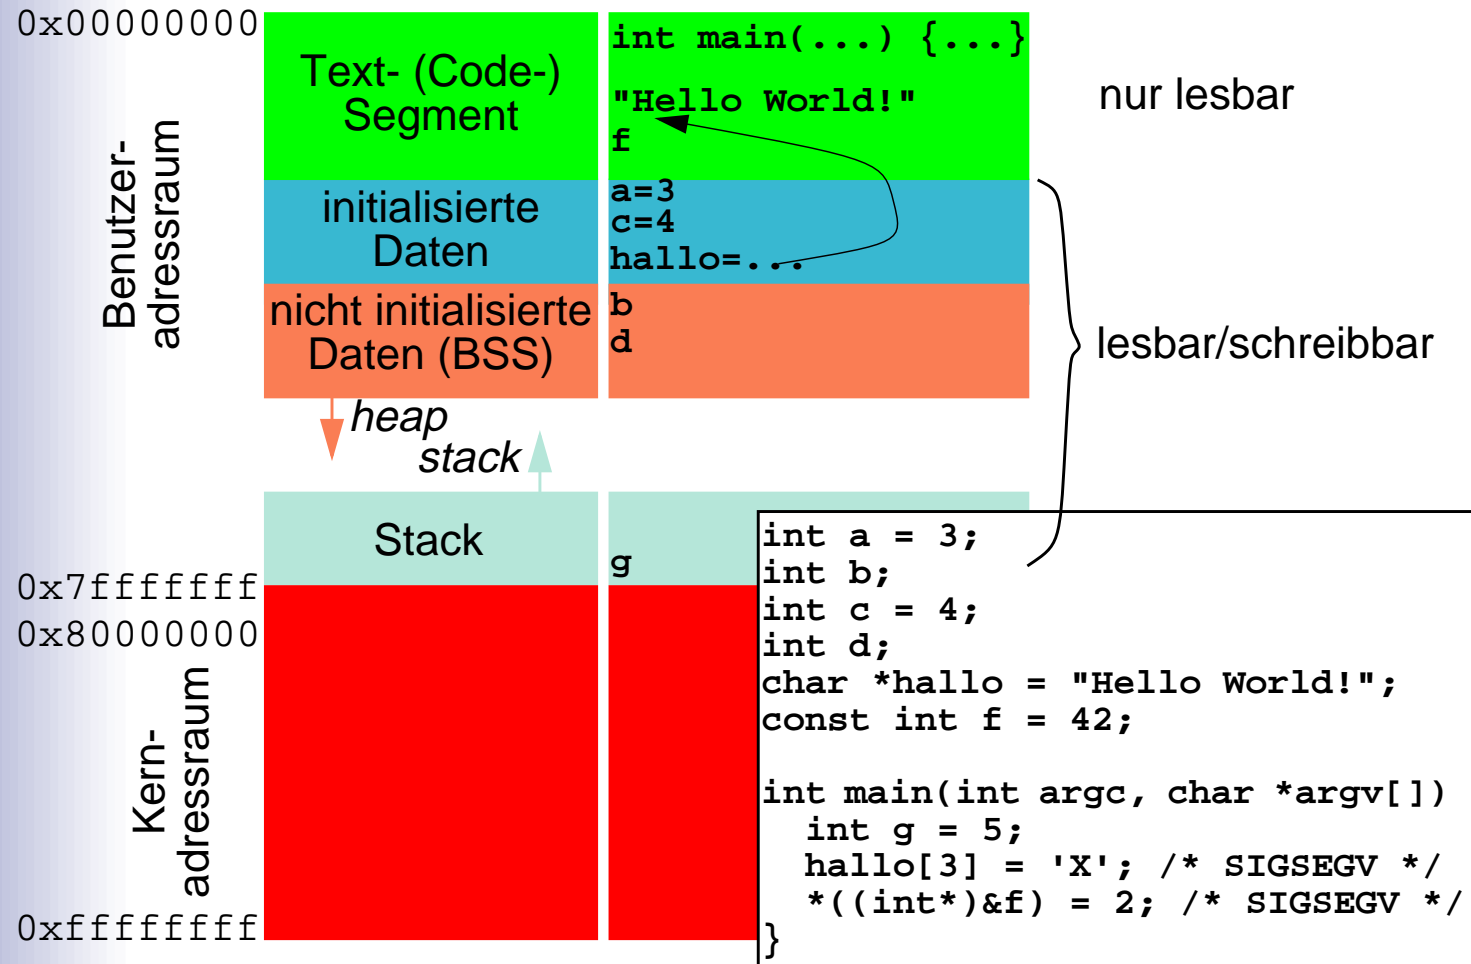 0x00000000
Benutzer-
adressraum
Text- (Code-)
Segment
int main(...) {...}
"Hello World!"
f
nur lesbar
initialisierte
Daten
a=3
c=4
hallo=...
nicht initialisierte
Daten (BSS)
b
d
lesbar/schreibbar
heap
stack
Stack
g
0x7fffffff
0x80000000
Kern-
adressraum
0xffffffff
int a = 3;
int b;
int c = 4;
int d;
char *hallo = "Hello World!";
const int f = 42;
int main(int argc, char *argv[])
int g = 5;
hallo[3] = 'X'; /* SIGSEGV */
*((int*)&f) = 2; /* SIGSEGV */
}